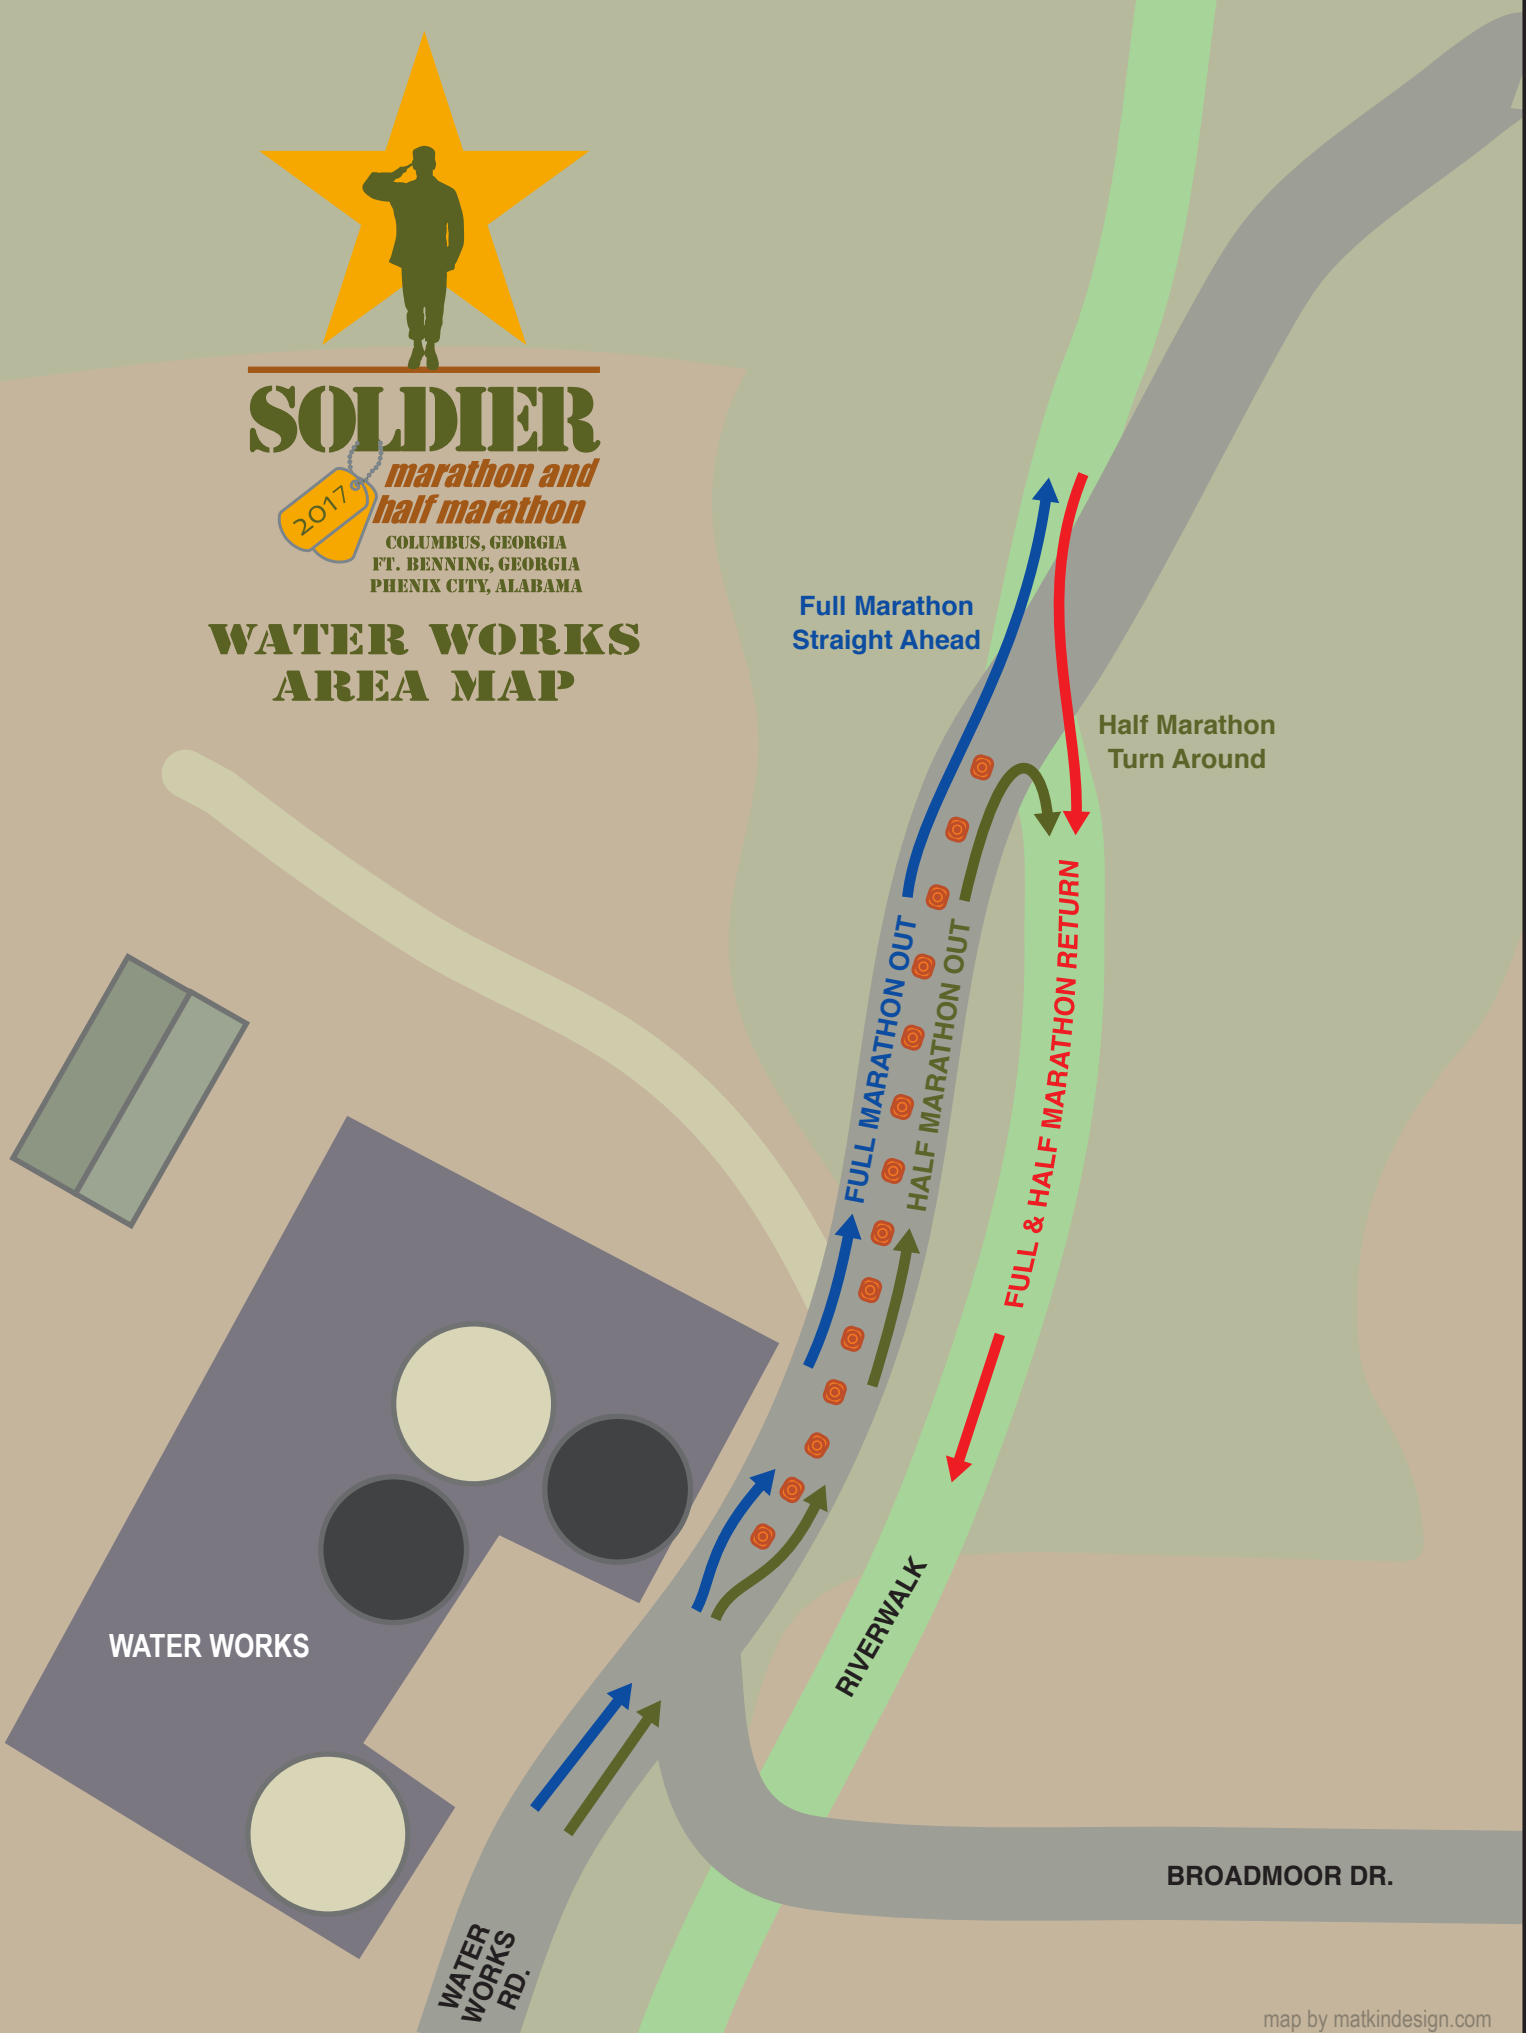 SOLDIER
marathon and
half marathon
2017
COLUMBUS, GEORGIA
FT. BENNING, GEORGIA
PHENIX CITY, ALABAMA
WATER WORKS
AREA MAP
Full Marathon
Straight Ahead
Half Marathon
Turn Around
FULL MARATHON OUT
HALF MARATHON OUT
FULL & HALF MARATHON RETURN
RIVERWALK
WATER WORKS
BROADMOOR DR.
WATER
WORKS
RD.
map by matkindesign.com